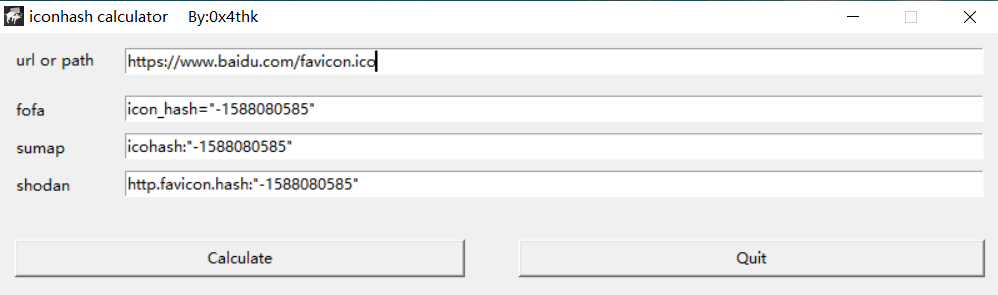 iconhash calculator By:0x4thk
url or path https://www.baidu.com/favicon.ico
fofa icon_hash="-1588080585"
sumap icohash:"-1588080585"
shodan http.favicon.hash:"-1588080585"
Calculate Quit